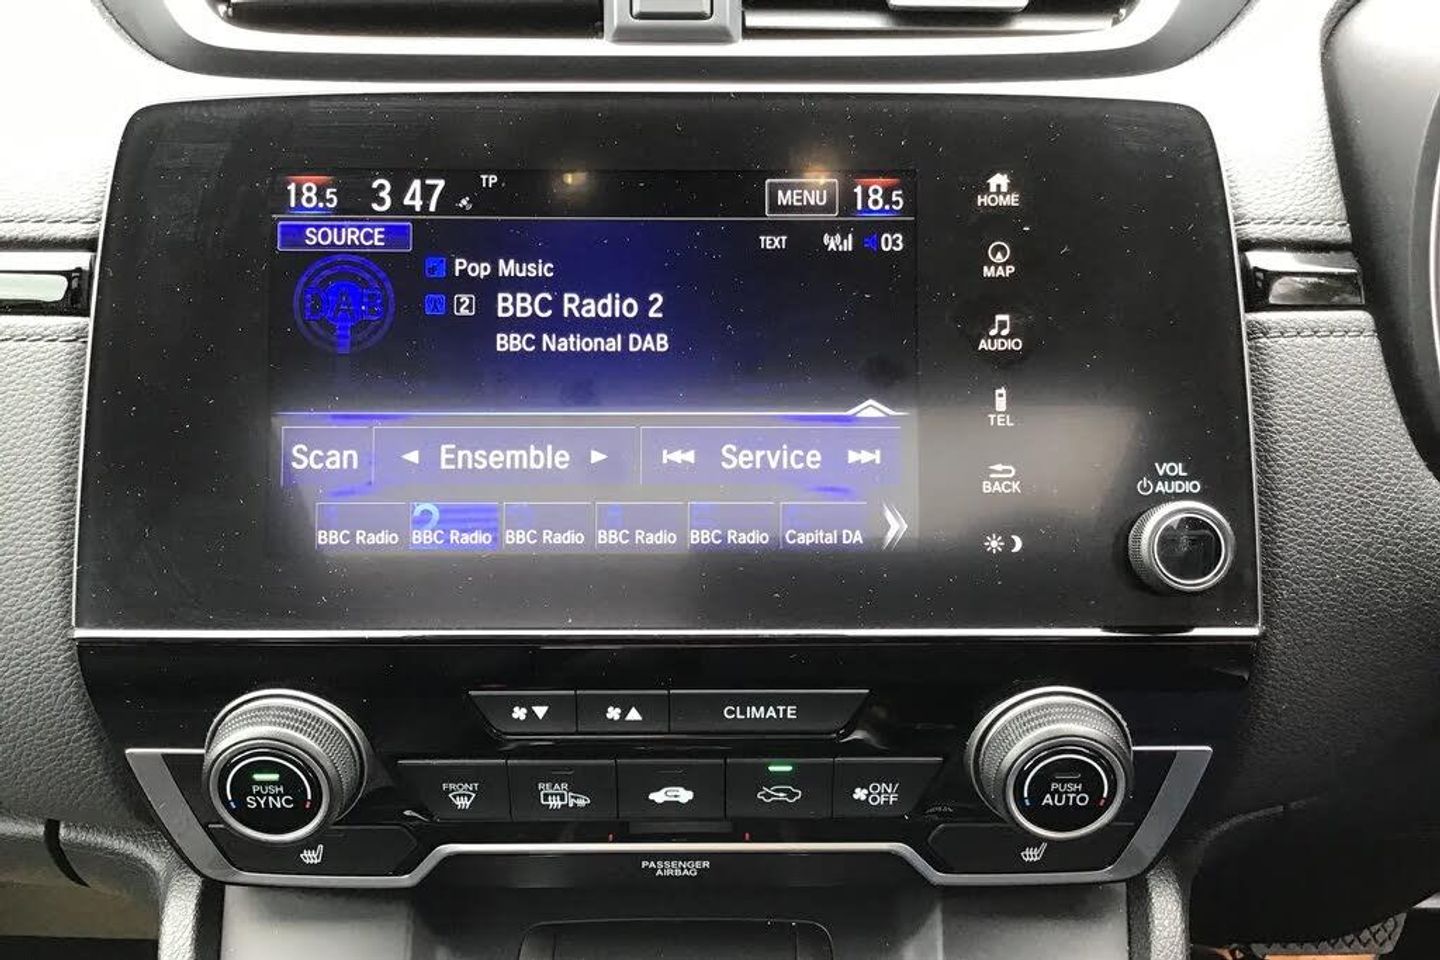 18.5 3 47 TP MENU 18.5
SOURCE TEXT 03
DAB
Pop Music
2 BBC Radio 2
BBC National DAB
Scan Ensemble Service
2
BBC Radio BBC Radio BBC Radio BBC Radio BBC Radio Capital DA
HOME
MAP
AUDIO
TEL
BACK
VOL
AUDIO
CLIMATE
PUSH
SYNC
FRONT
REAR
ON/
OFF
PUSH
AUTO
PASSENGER
AIRBAG